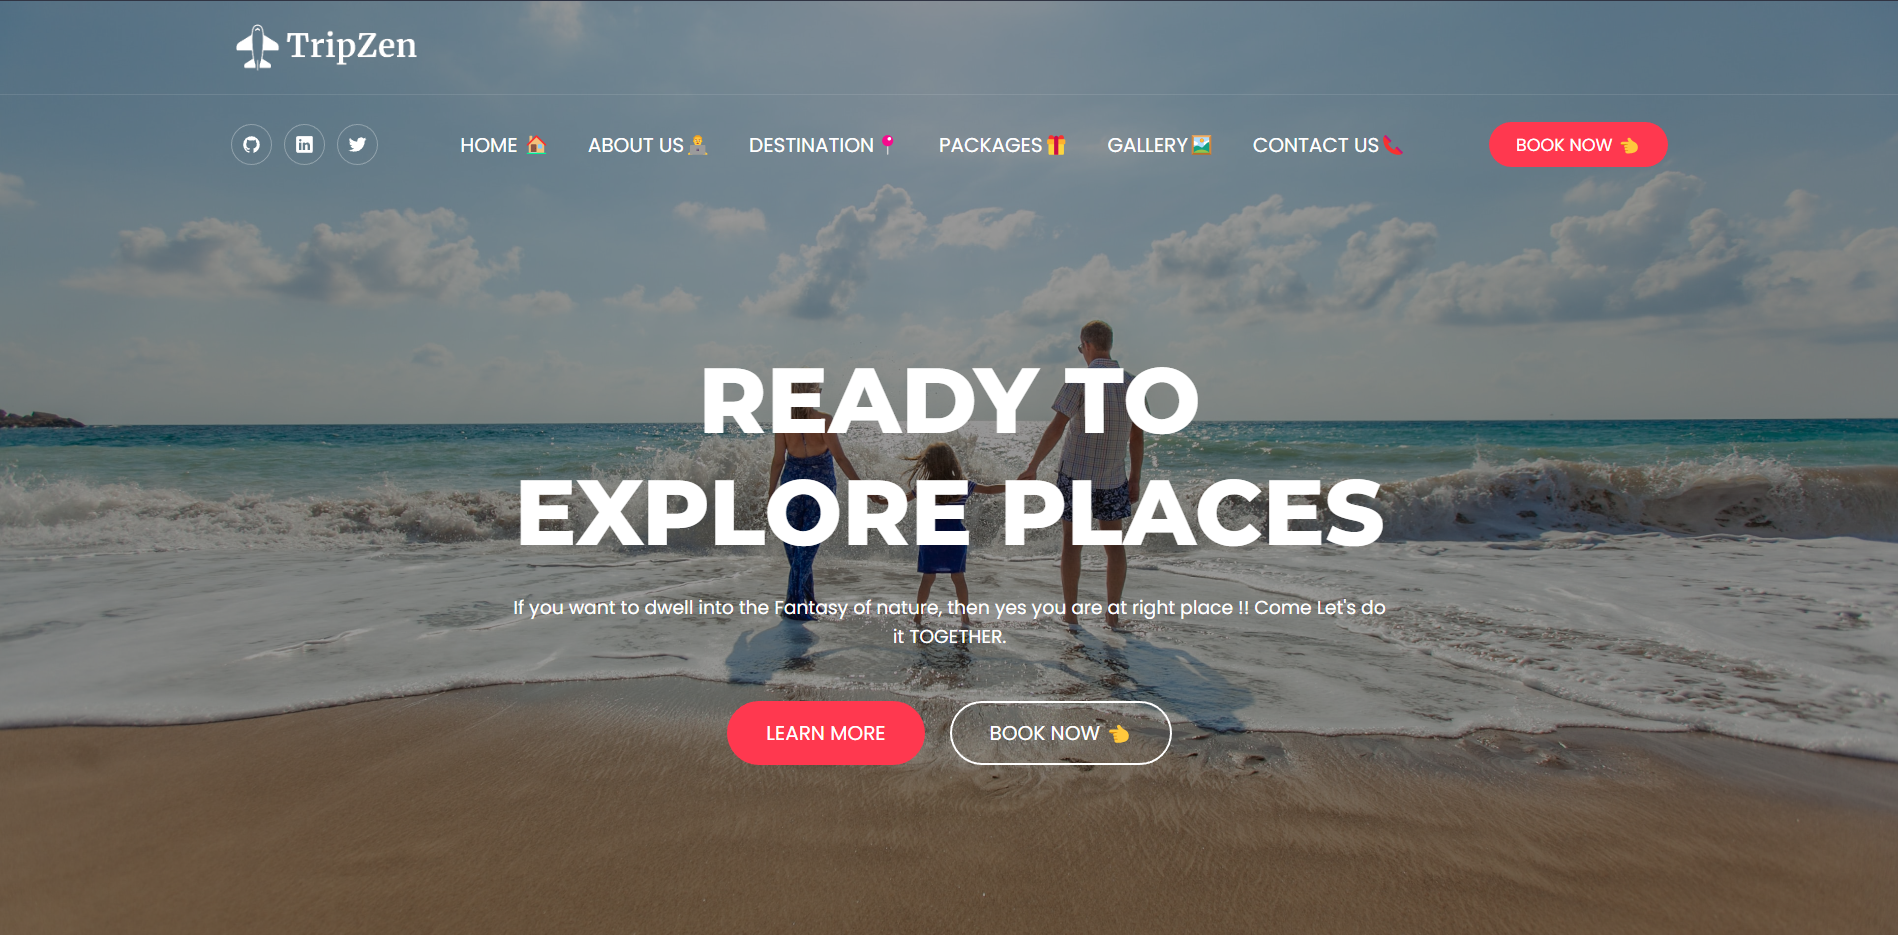 TripZen
HOME 🏠 ABOUT US👨‍💻 DESTINATION📍 PACKAGES🎁 GALLERY🖼️ CONTACT US📞 BOOK NOW 👈
READY TO
EXPLORE PLACES
If you want to dwell into the Fantasy of nature, then yes you are at right place !! Come Let's do
it TOGETHER.
LEARN MORE BOOK NOW 👈